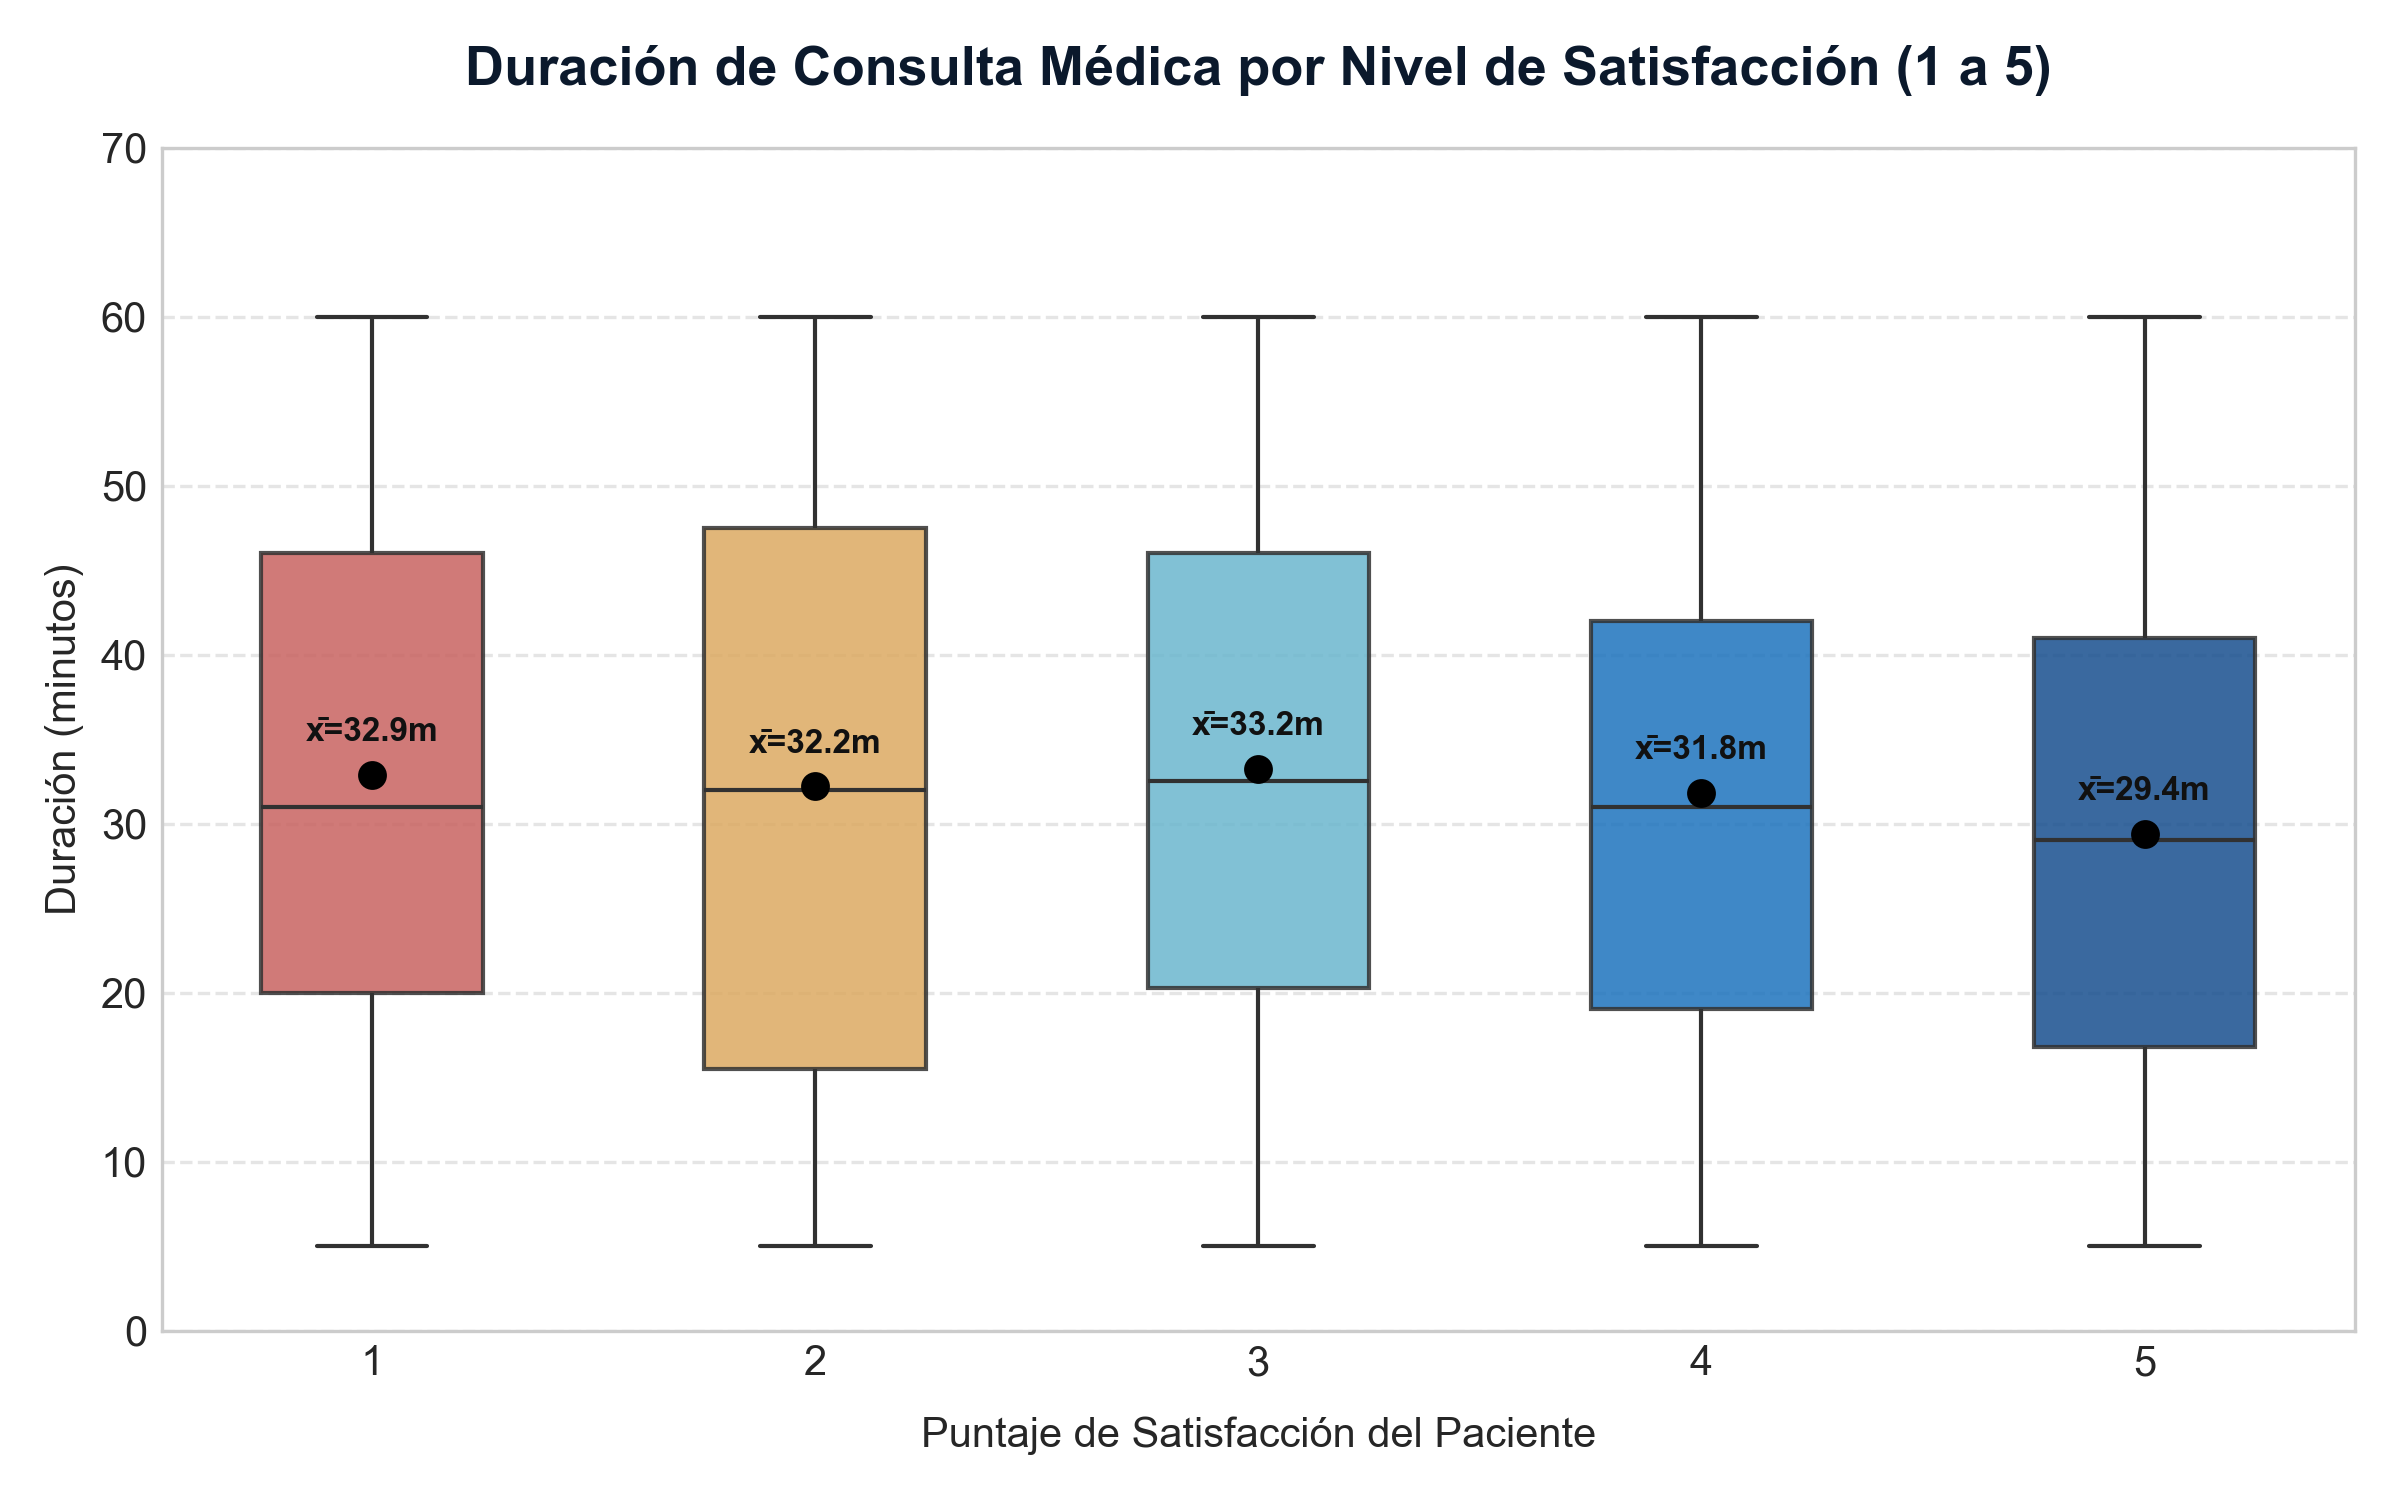 Duración de Consulta Médica por Nivel de Satisfacción (1 a 5)
70
60
50
40
30
20
10
0
Duración (minutos)
x̄=32.9m
x̄=32.2m
x̄=33.2m
x̄=31.8m
x̄=29.4m
1 2 3 4 5
Puntaje de Satisfacción del Paciente